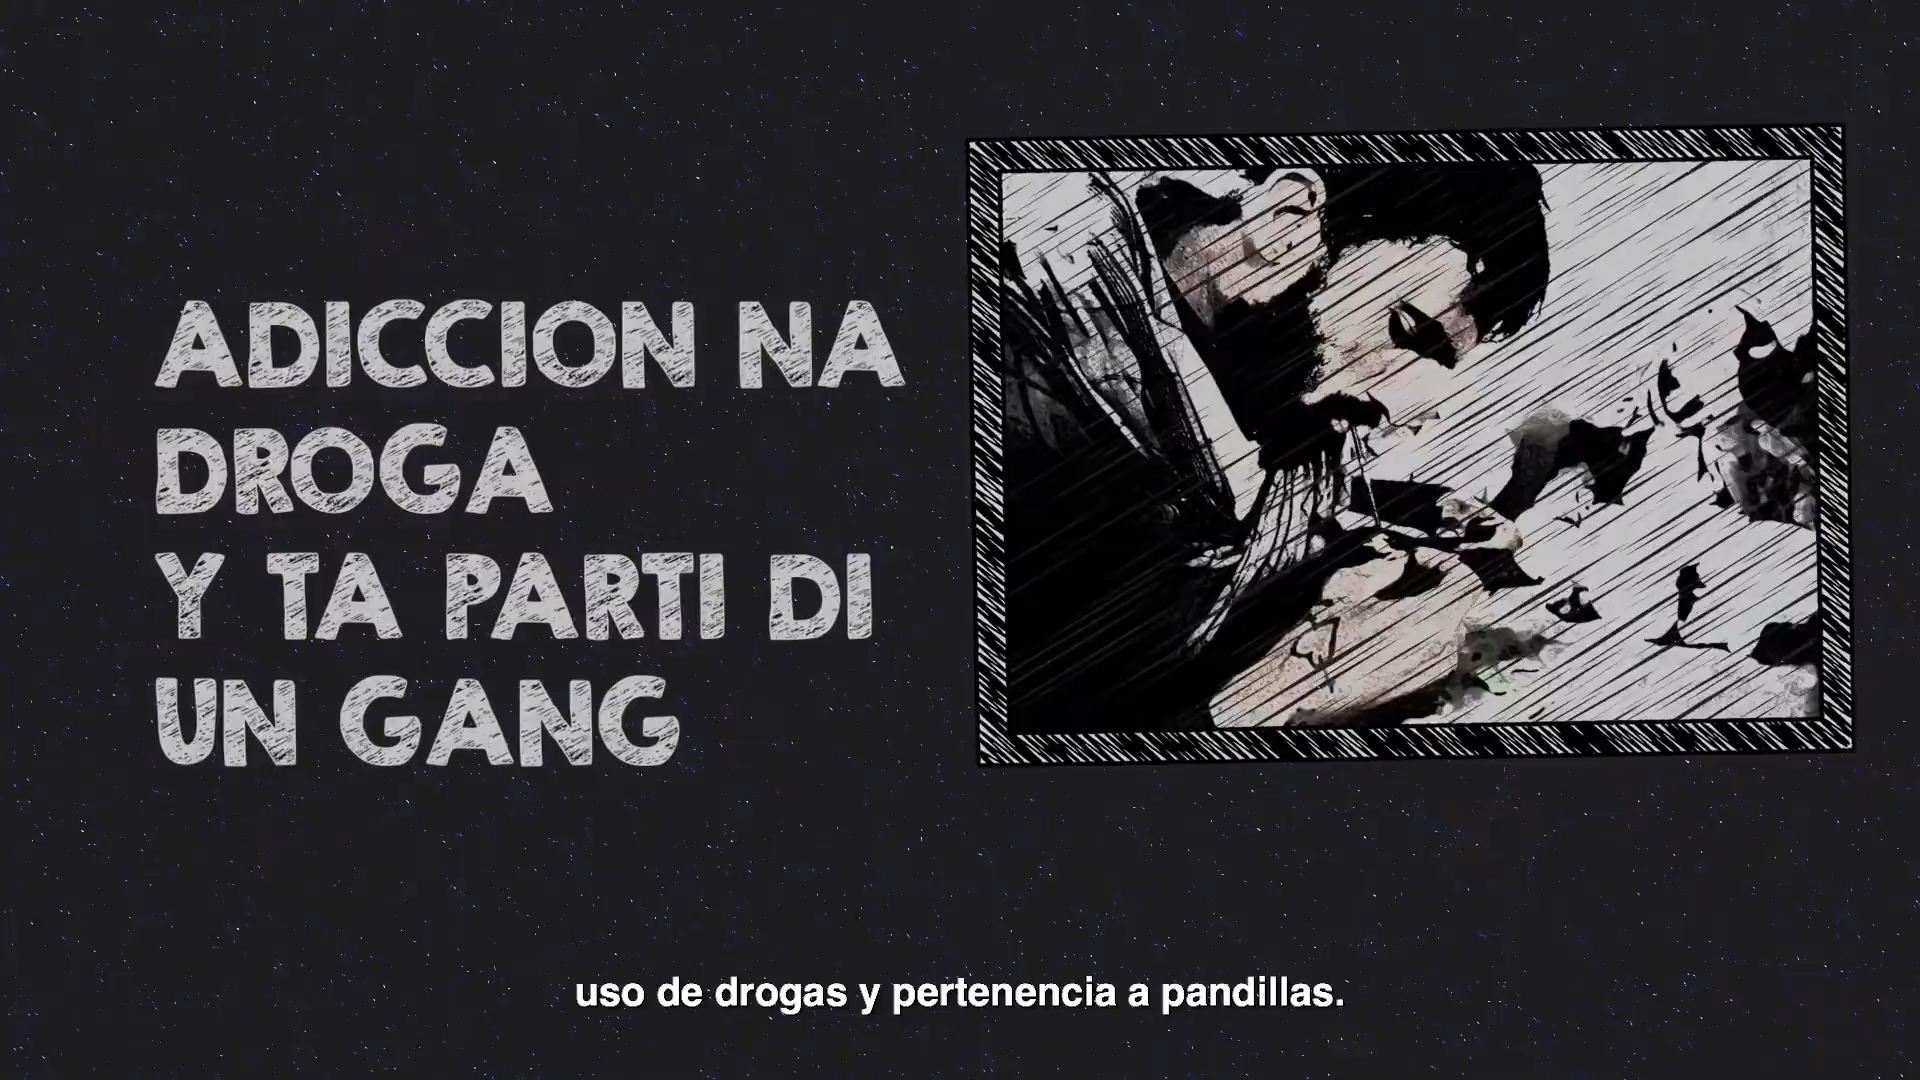 ADICCION NA
DROGA
Y TA PARTI DI
UN GANG
uso de drogas y pertenencia a pandillas.